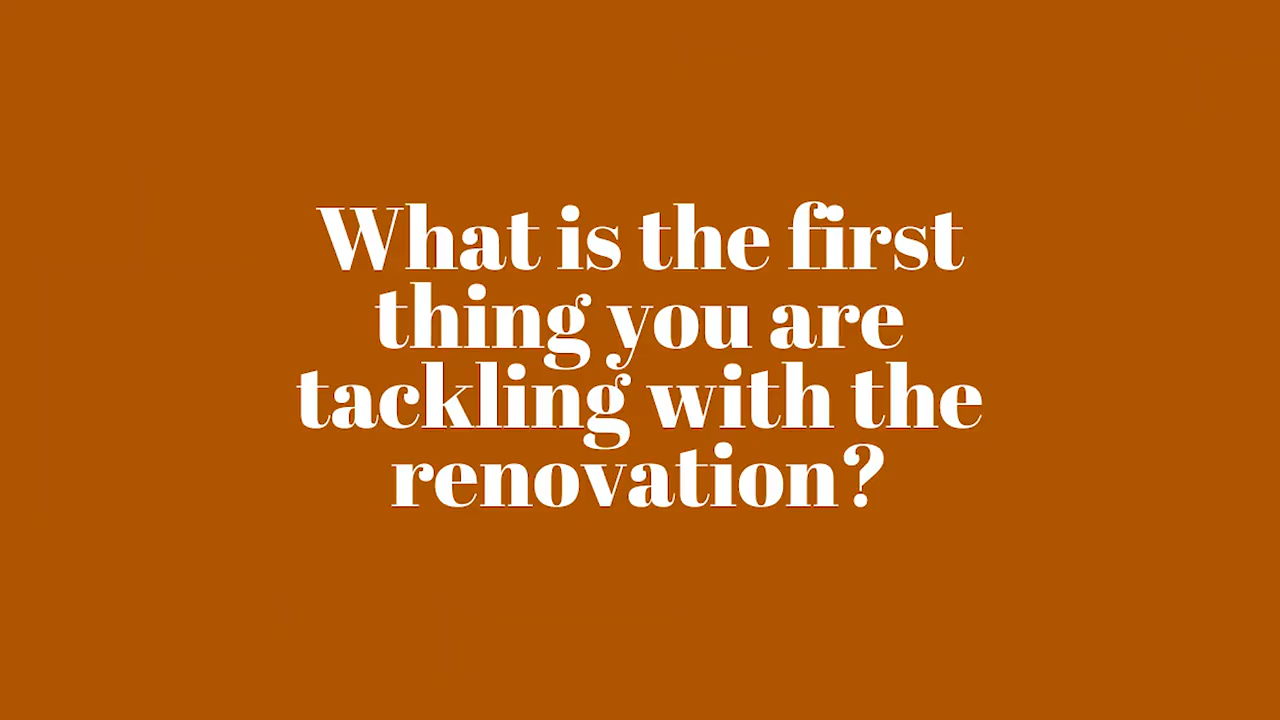 What is the first
thing you are
tackling with the
renovation?